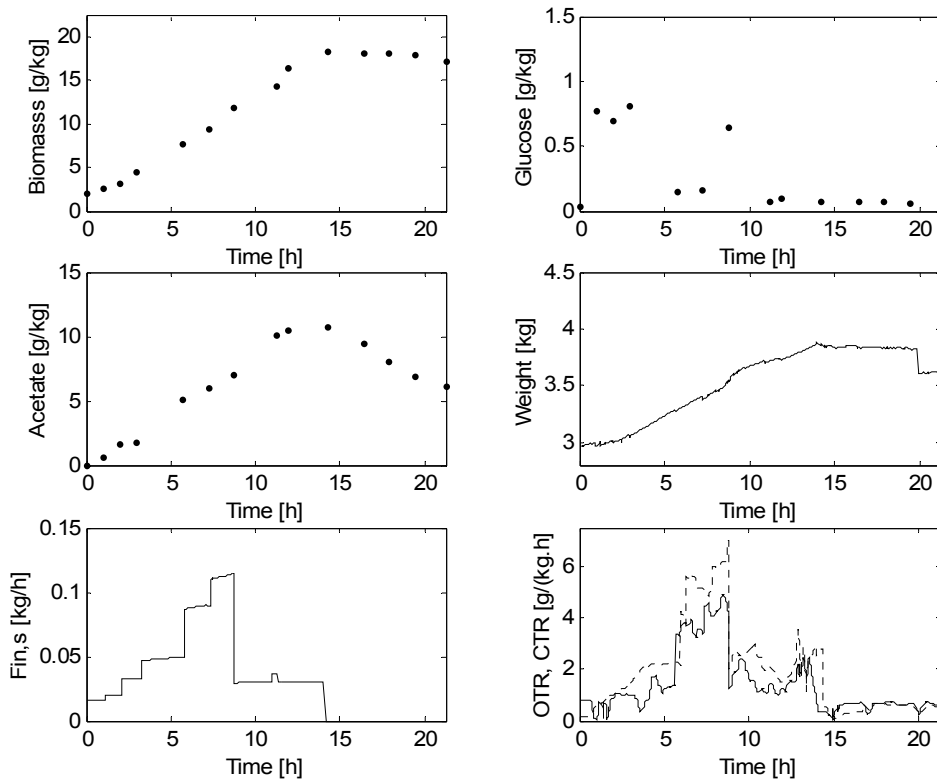 Biomasss [g/kg]
20
15
10
5
0
0 5 10 15 20
Time [h]
Glucose [g/kg]
1.5
1
0.5
0
0 5 10 15 20
Time [h]
Acetate [g/kg]
15
10
5
0
0 5 10 15 20
Time [h]
Weight [kg]
4.5
4
3.5
3
0 5 10 15 20
Time [h]
Fin,s [kg/h]
0.15
0.1
0.05
0
0 5 10 15 20
Time [h]
OTR, CTR [g/(kg.h]
6
4
2
0
0 5 10 15 20
Time [h]